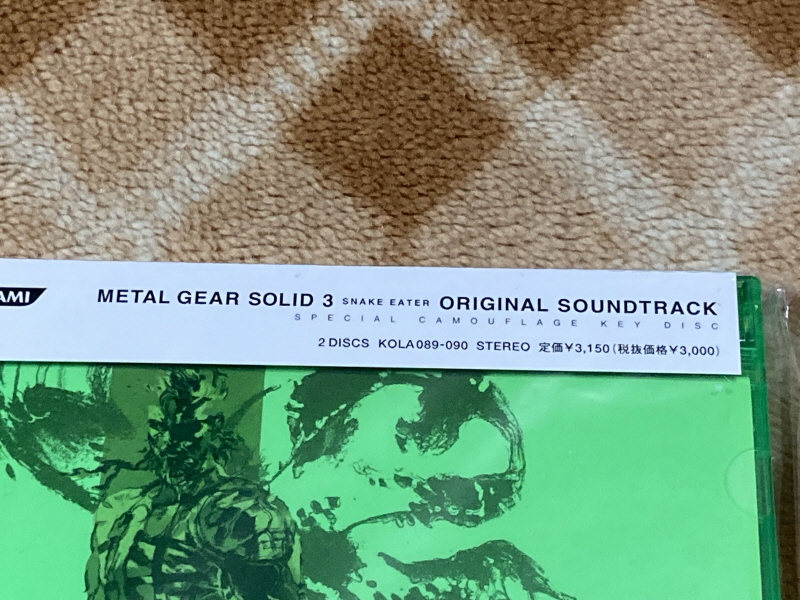 AMI
METAL GEAR SOLID 3 SNAKE EATER ORIGINAL SOUNDTRACK
SPECIAL CAMOUFLAGE KEY DISC
2 DISCS KOLA089-090 STEREO 定価¥3,150(税抜価格¥3,000)